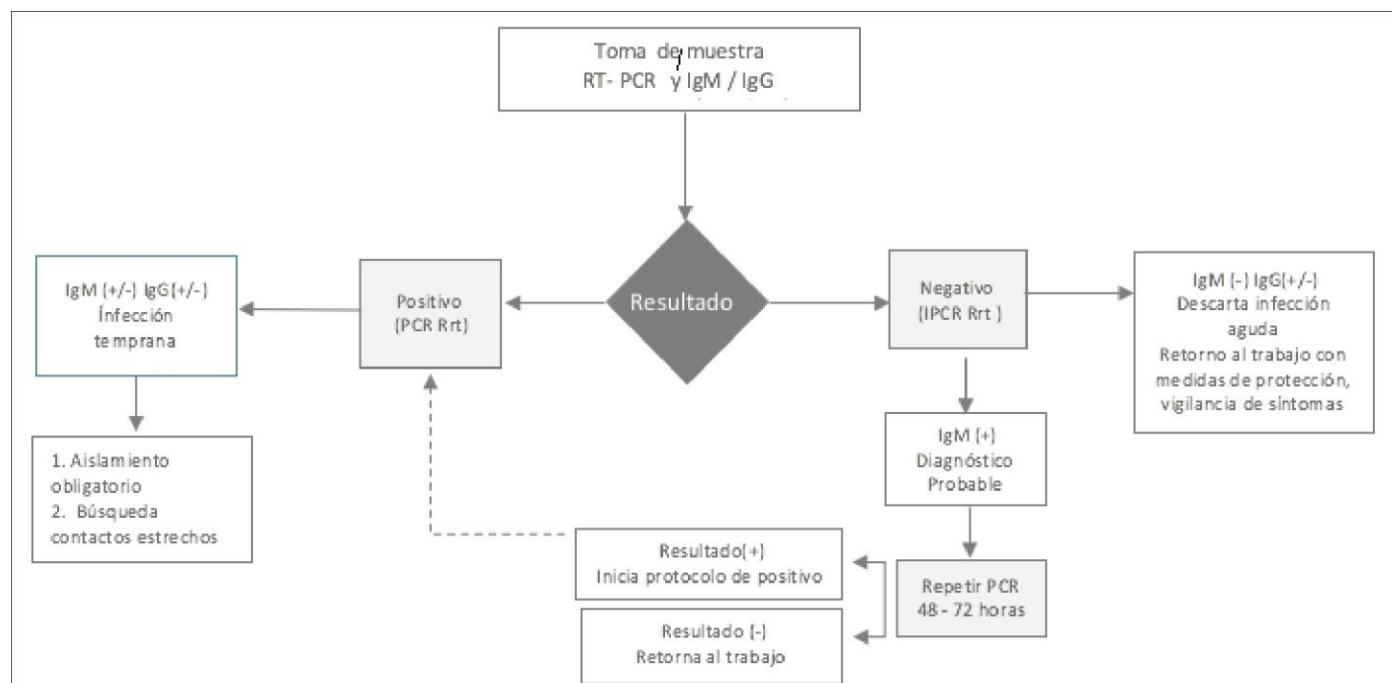 Toma de muestra
RT- PCR y IgM / IgG
Resultado
Positivo
(PCR Rrt)
IgM (+/-) IgG(+/-)
Ínfección
temprana
1. Aislamiento
obligatorio
2. Búsqueda
contactos estrechos
Negativo
(IPCR Rrt )
IgM (-) IgG(+/-)
Descarta infección
aguda
Retorno al trabajo con
medidas de protección,
vigilancia de síntomas
IgM (+)
Diagnóstico
Probable
Repetir PCR
48 - 72 horas
Resultado(+)
Inicia protocolo de positivo
Resultado (-)
Retorna al trabajo